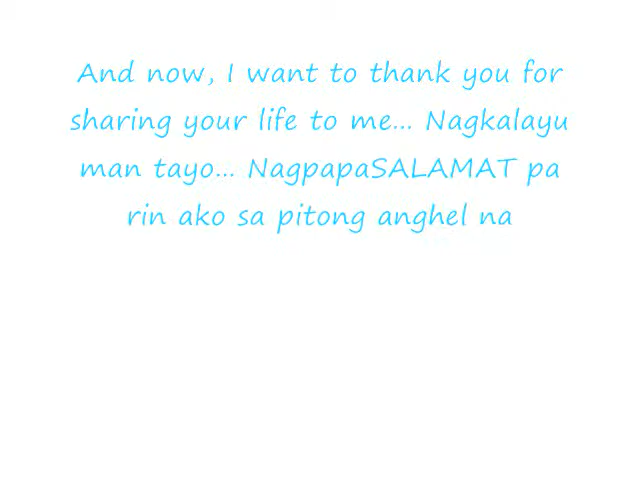 And now, I want to thank you for
sharing your life to me... Nagkalayu
man tayo... NagpapaSALAMAT pa
rin ako sa pitong anghel na